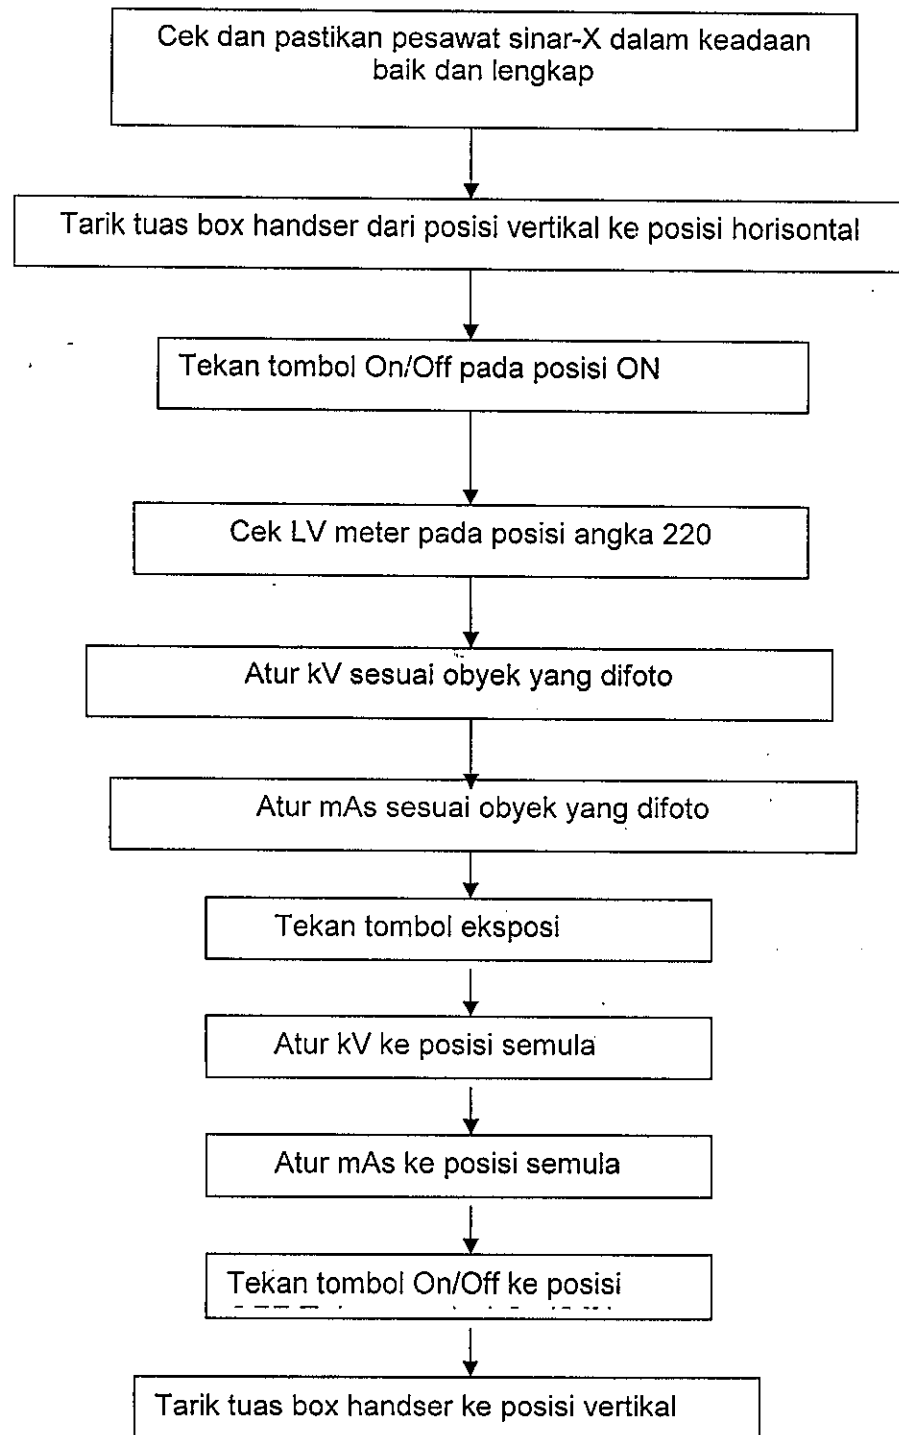 Cek dan pastikan pesawat sinar-X dalam keadaan
baik dan lengkap
Tarik tuas box handser dari posisi vertikal ke posisi horisontal
Tekan tombol On/Off pada posisi ON
Cek LV meter pada posisi angka 220
Atur kV sesuai obyek yang difoto
Atur mAs sesuai obyek yang difoto
Tekan tombol eksposi
Atur kV ke posisi semula
Atur mAs ke posisi semula
Tekan tombol On/Off ke posisi
Tarik tuas box handser ke posisi vertikal